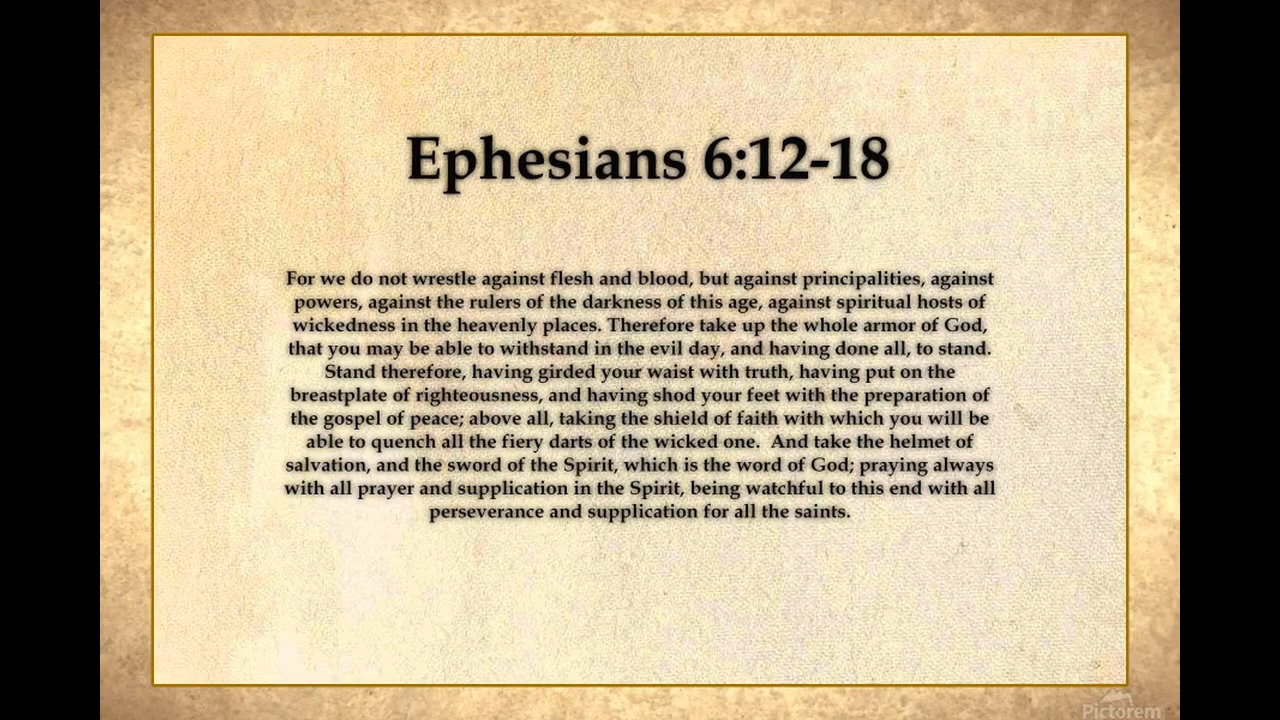 Ephesians 6:12-18
For we do not wrestle against flesh and blood, but against principalities, against
powers, against the rulers of the darkness of this age, against spiritual hosts of
wickedness in the heavenly places. Therefore take up the whole armor of God,
that you may be able to withstand in the evil day, and having done all, to stand.
Stand therefore, having girded your waist with truth, having put on the
breastplate of righteousness, and having shod your feet with the preparation of
the gospel of peace; above all, taking the shield of faith with which you will be
able to quench all the fiery darts of the wicked one.  And take the helmet of
salvation, and the sword of the Spirit, which is the word of God; praying always
with all prayer and supplication in the Spirit, being watchful to this end with all
perseverance and supplication for all the saints.
Pictorem